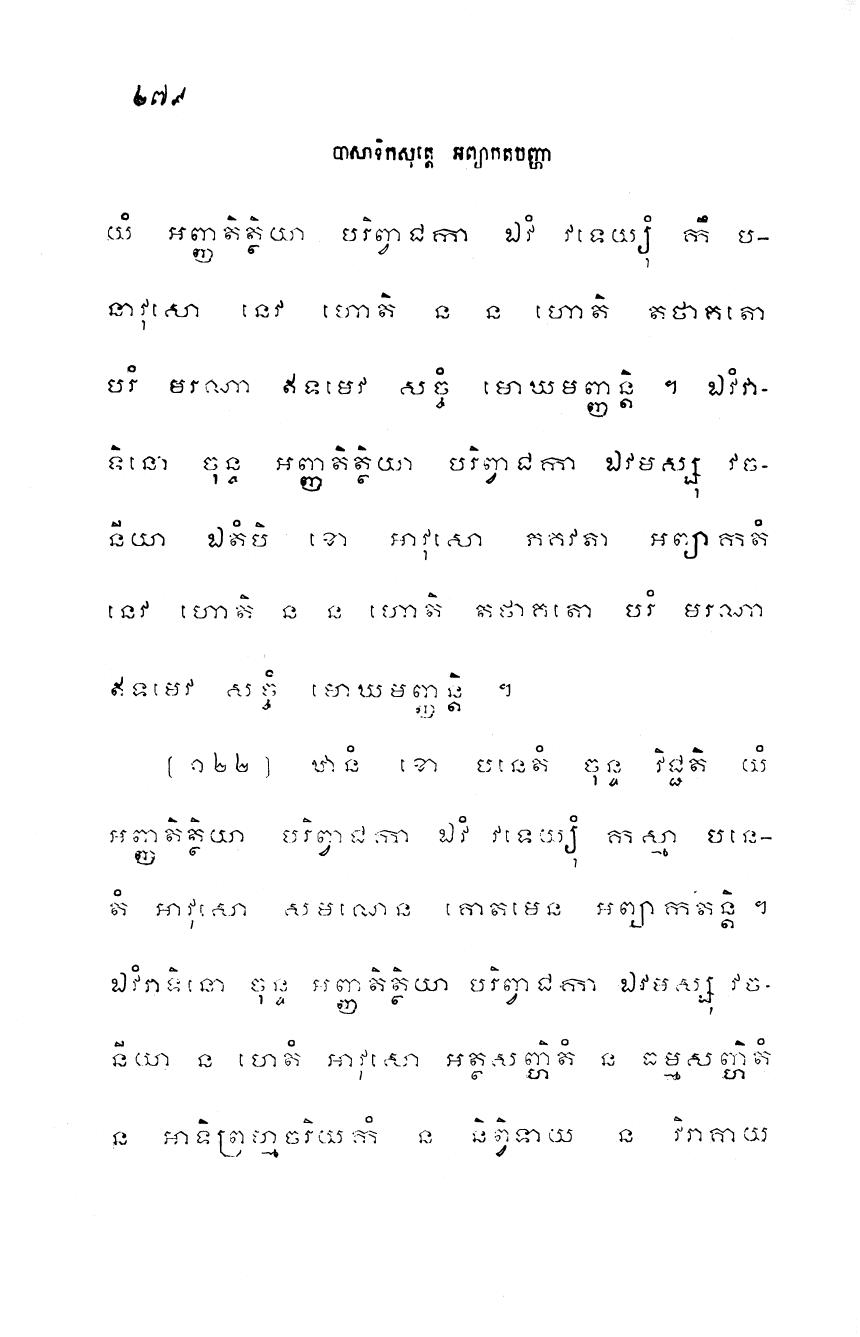 ២៧៩
បាសាទិកសុត្តេ អព្យាកតបញ្ហា
យំ អញ្ញតិត្ថិយា បរិព្វាជកា ឯវំ វទេយ្យុំ កឹ ប-
នាវុសោ នេវ ហោតិ ន ន ហោតិ តថាគតោ
បរំ មរណា ឥទមេវ សច្ចំ មោឃមញ្ញន្តិ ។ ឯវំវា-
ទិនោ ចុន្ទ អញ្ញតិត្ថិយា បរិព្វាជកា ឯវមស្សុ វច-
នីយា ឯតំបិ ខោ អាវុសោ ភគវតា អព្យាកតំ
នេវ ហោតិ ន ន ហោតិ តថាគតោ បរំ មរណា
ឥទមេវ សច្ចំ មោឃមញ្ញន្តិ ។
[ ១២២ ] ឋានំ ខោ បនេតំ ចុន្ទ វិជ្ជតិ យំ
អញ្ញតិត្ថិយា បរិព្វាជកា ឯវំ វទេយ្យុំ កស្មា បនេ-
តំ អាវុសោ សមណេន គោតមេន អព្យាកតន្តិ ។
ឯវំវាទិនោ ចុន្ទ អញ្ញតិត្ថិយា បរិព្វាជកា ឯវមស្សុ វច-
នីយា ន ហេតំ អាវុសោ អត្ថសញ្ហិតំ ន ធម្មសញ្ហិតំ
ន អាទិព្រហ្មចរិយកំ ន និព្វិទាយ ន វិរាគាយ